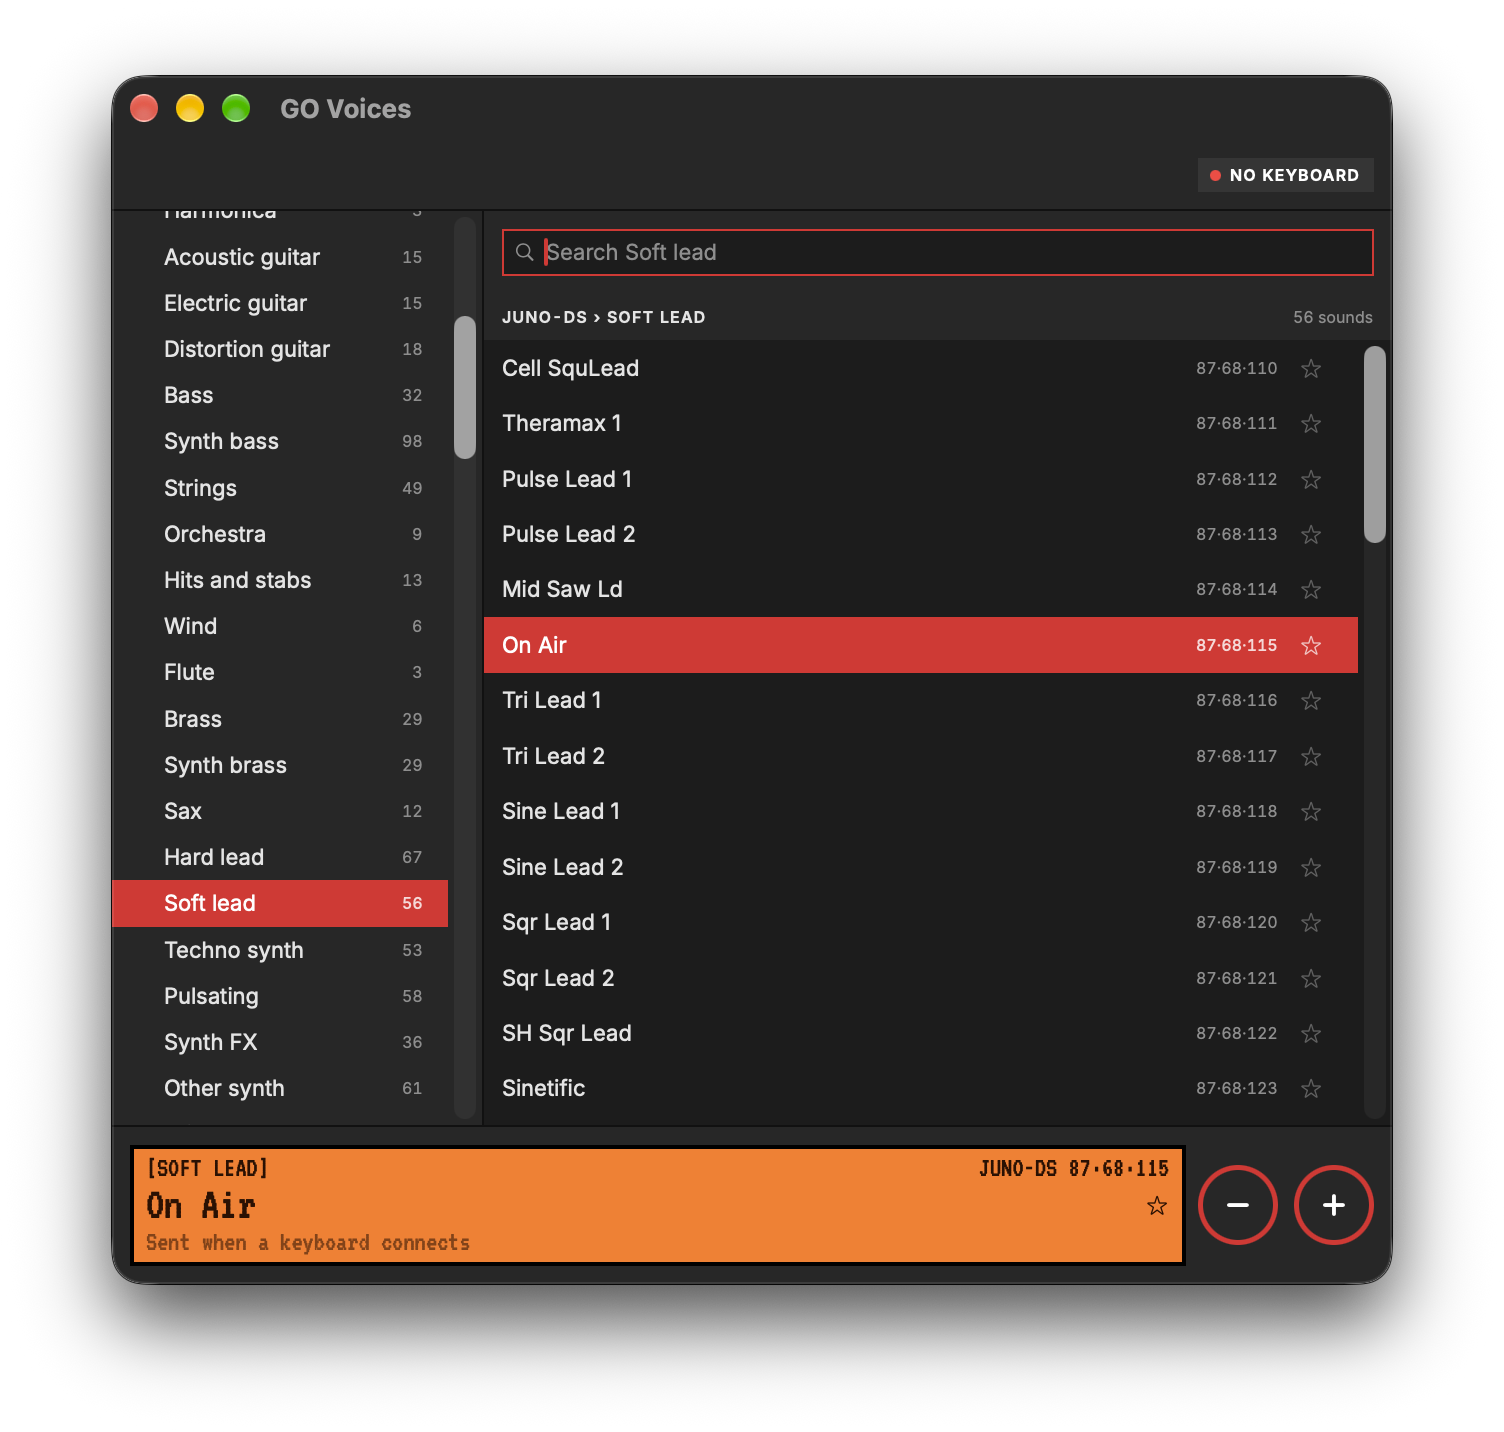 GO Voices
NO KEYBOARD
Harmonica 3
Acoustic guitar 15
Electric guitar 15
Distortion guitar 18
Bass 32
Synth bass 98
Strings 49
Orchestra 9
Hits and stabs 13
Wind 6
Flute 3
Brass 29
Synth brass 29
Sax 12
Hard lead 67
Soft lead 56
Techno synth 53
Pulsating 58
Synth FX 36
Other synth 61
Search Soft lead
JUNO-DS › SOFT LEAD 56 sounds
Cell SquLead 87·68·110
Theramax 1 87·68·111
Pulse Lead 1 87·68·112
Pulse Lead 2 87·68·113
Mid Saw Ld 87·68·114
On Air 87·68·115
Tri Lead 1 87·68·116
Tri Lead 2 87·68·117
Sine Lead 1 87·68·118
Sine Lead 2 87·68·119
Sqr Lead 1 87·68·120
Sqr Lead 2 87·68·121
SH Sqr Lead 87·68·122
Sinetific 87·68·123
[SOFT LEAD] JUNO-DS 87·68·115
On Air
Sent when a keyboard connects